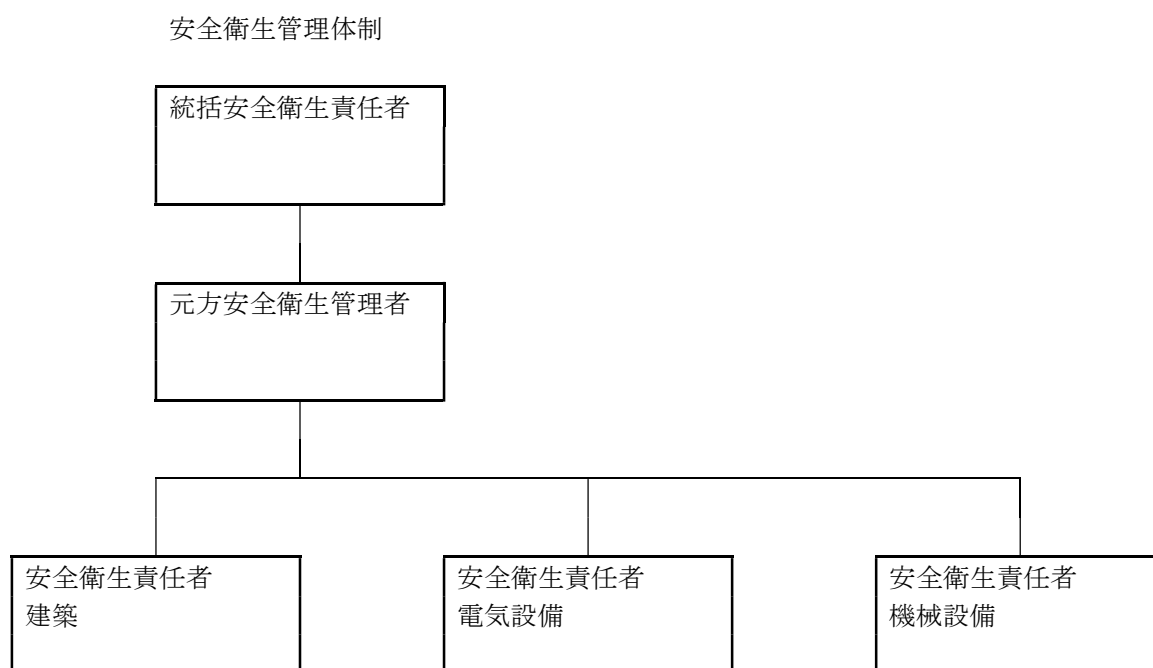 安全衛生管理体制
統括安全衛生責任者
元方安全衛生管理者
安全衛生責任者
建築
安全衛生責任者
電気設備
安全衛生責任者
機械設備